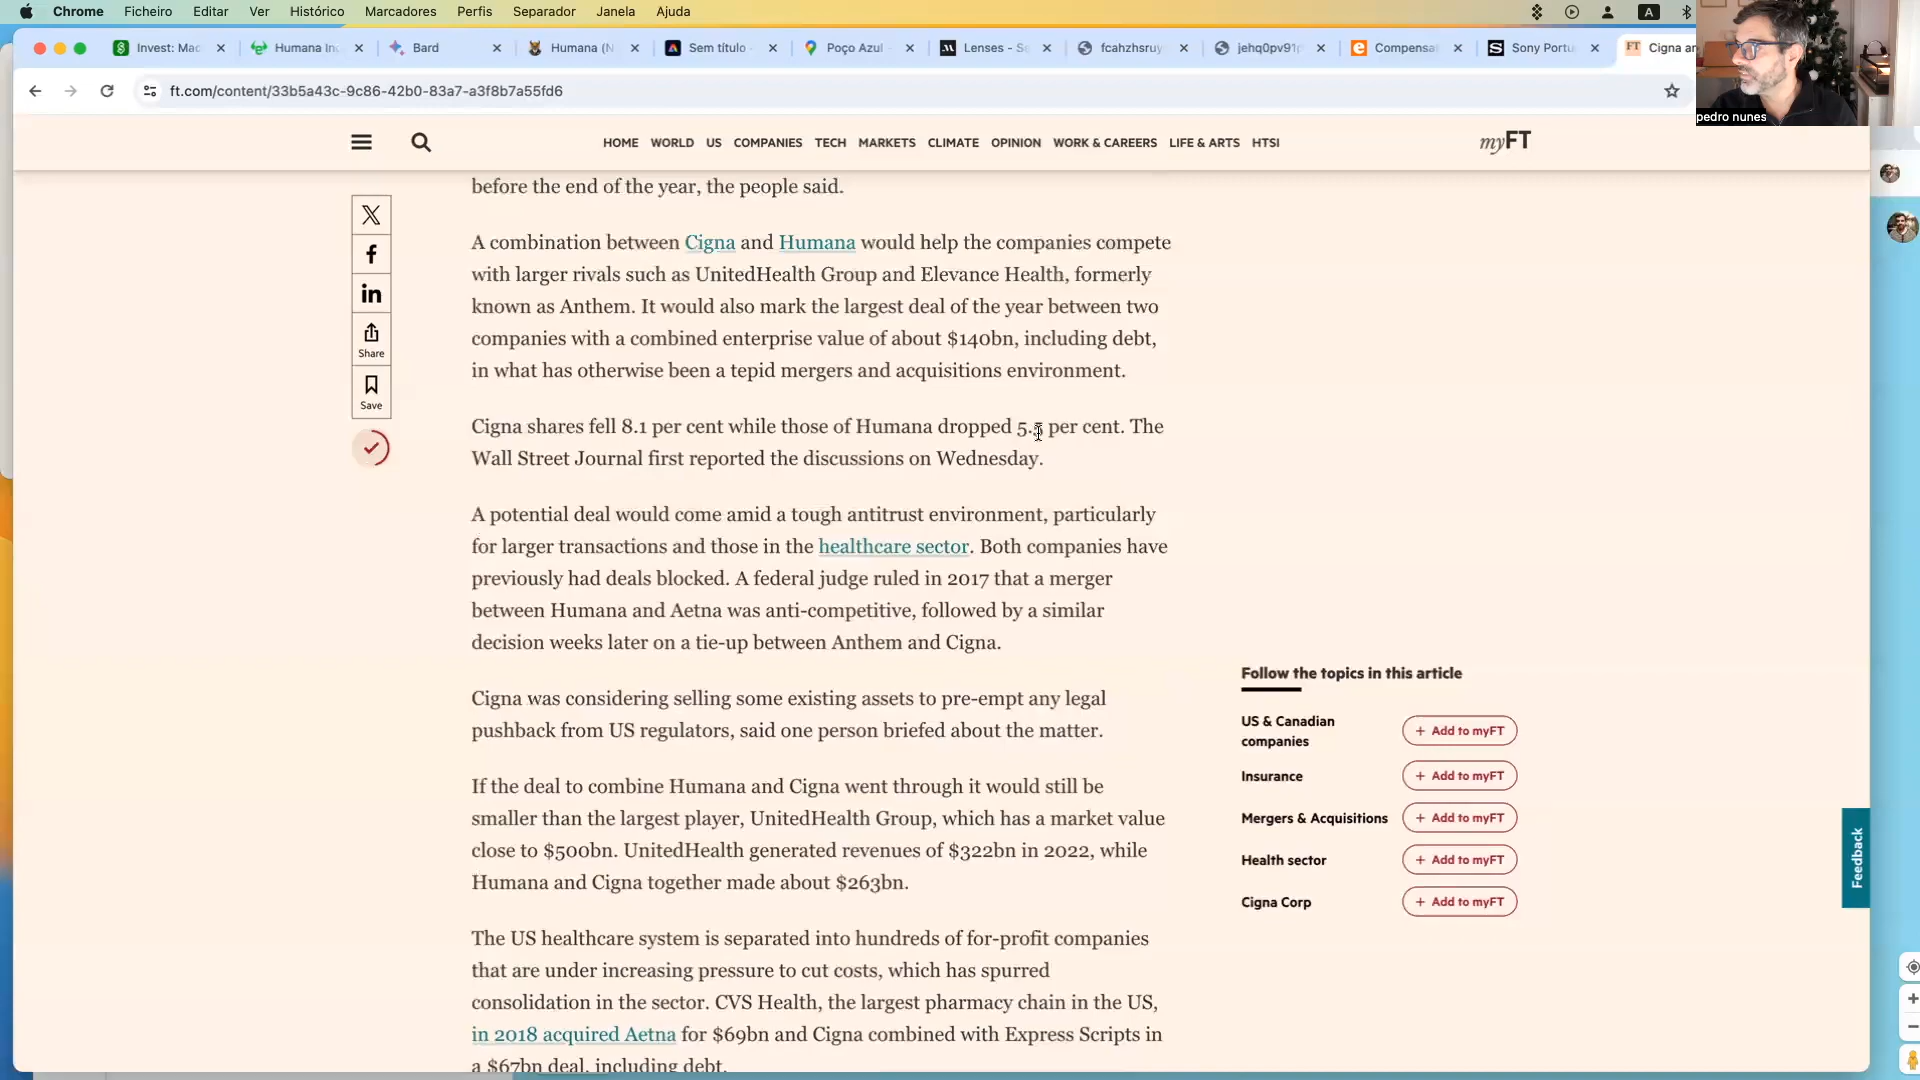 Chrome Ficheiro Editar Ver Histórico Marcadores Perfis Separador Janela Ajuda A
Invest: Mac Humana In Bard Humana (N Sem título Poço Azul Lenses - S fcahzhsruy jehq0pv91 Compensa Sony Portu FT Cigna an
ft.com/content/33b5a43c-9c86-42b0-83a7-a3f8b7a55fd6
pedro nunes
HOME WORLD US COMPANIES TECH MARKETS CLIMATE OPINION WORK & CAREERS LIFE & ARTS HTSI myFT
before the end of the year, the people said.
A combination between Cigna and Humana would help the companies compete
with larger rivals such as UnitedHealth Group and Elevance Health, formerly
known as Anthem. It would also mark the largest deal of the year between two
companies with a combined enterprise value of about $140bn, including debt,
in what has otherwise been a tepid mergers and acquisitions environment.
Share
Save
Cigna shares fell 8.1 per cent while those of Humana dropped per cent. The
Wall Street Journal first reported the discussions on Wednesday.
A potential deal would come amid a tough antitrust environment, particularly
for larger transactions and those in the healthcare sector. Both companies have
previously had deals blocked. A federal judge ruled in 2017 that a merger
between Humana and Aetna was anti-competitive, followed by a similar
decision weeks later on a tie-up between Anthem and Cigna.
Cigna was considering selling some existing assets to pre-empt any legal
pushback from US regulators, said one person briefed about the matter.
If the deal to combine Humana and Cigna went through it would still be
smaller than the largest player, UnitedHealth Group, which has a market value
close to $500bn. UnitedHealth generated revenues of $322bn in 2022, while
Humana and Cigna together made about $263bn.
The US healthcare system is separated into hundreds of for-profit companies
that are under increasing pressure to cut costs, which has spurred
consolidation in the sector. CVS Health, the largest pharmacy chain in the US,
in 2018 acquired Aetna for $69bn and Cigna combined with Express Scripts in
a $67bn deal, including debt.
Follow the topics in this article
US & Canadian
companies
+ Add to myFT
Insurance + Add to myFT
Mergers & Acquisitions + Add to myFT
Health sector + Add to myFT
Cigna Corp + Add to myFT
Feedback